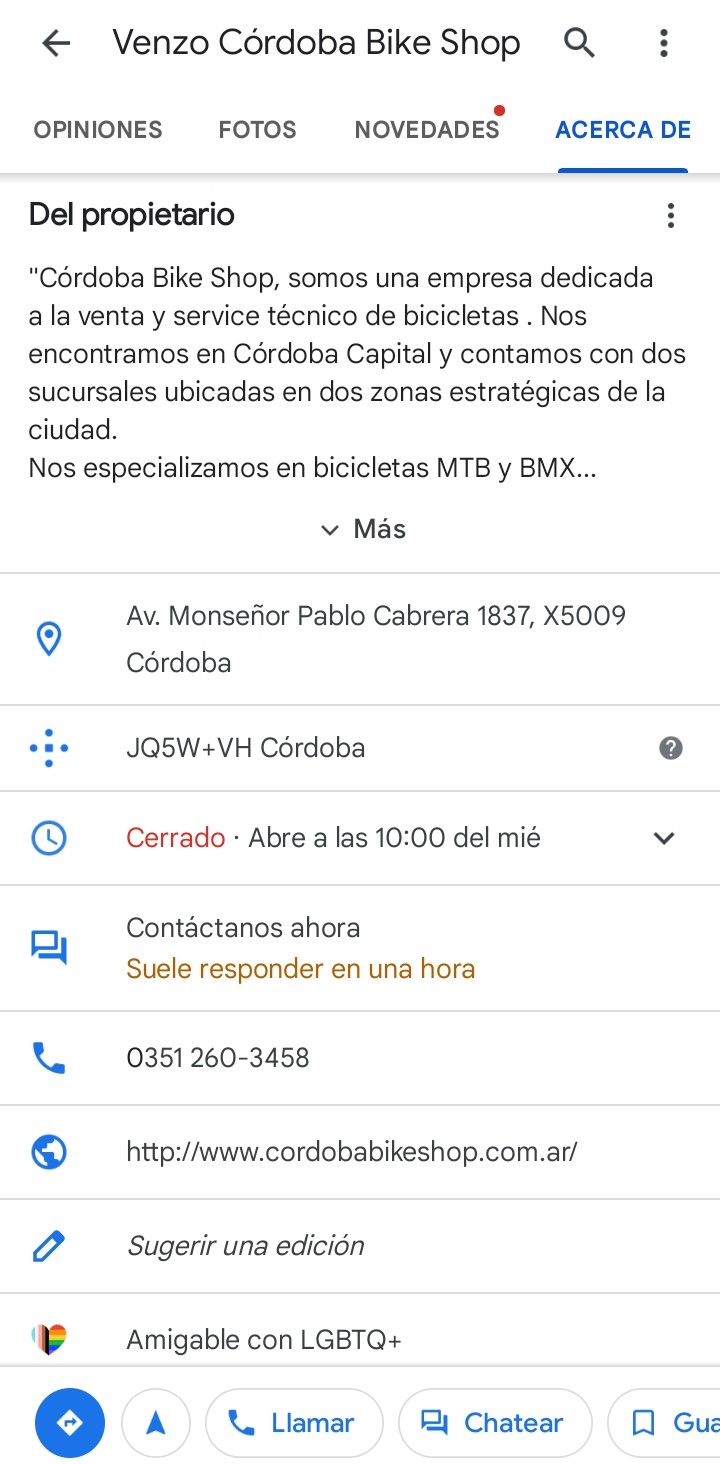 Venzo Córdoba Bike Shop
OPINIONES FOTOS NOVEDADES ACERCA DE
Del propietario
"Córdoba Bike Shop, somos una empresa dedicada
a la venta y service técnico de bicicletas . Nos
encontramos en Córdoba Capital y contamos con dos
sucursales ubicadas en dos zonas estratégicas de la
ciudad.
Nos especializamos en bicicletas MTB y BMX...
Más
Av. Monseñor Pablo Cabrera 1837, X5009
Córdoba
JQ5W+VH Córdoba
Cerrado · Abre a las 10:00 del mié
Contáctanos ahora
Suele responder en una hora
0351 260-3458
http://www.cordobabikeshop.com.ar/
Sugerir una edición
Amigable con LGBTQ+
Llamar Chatear Gua